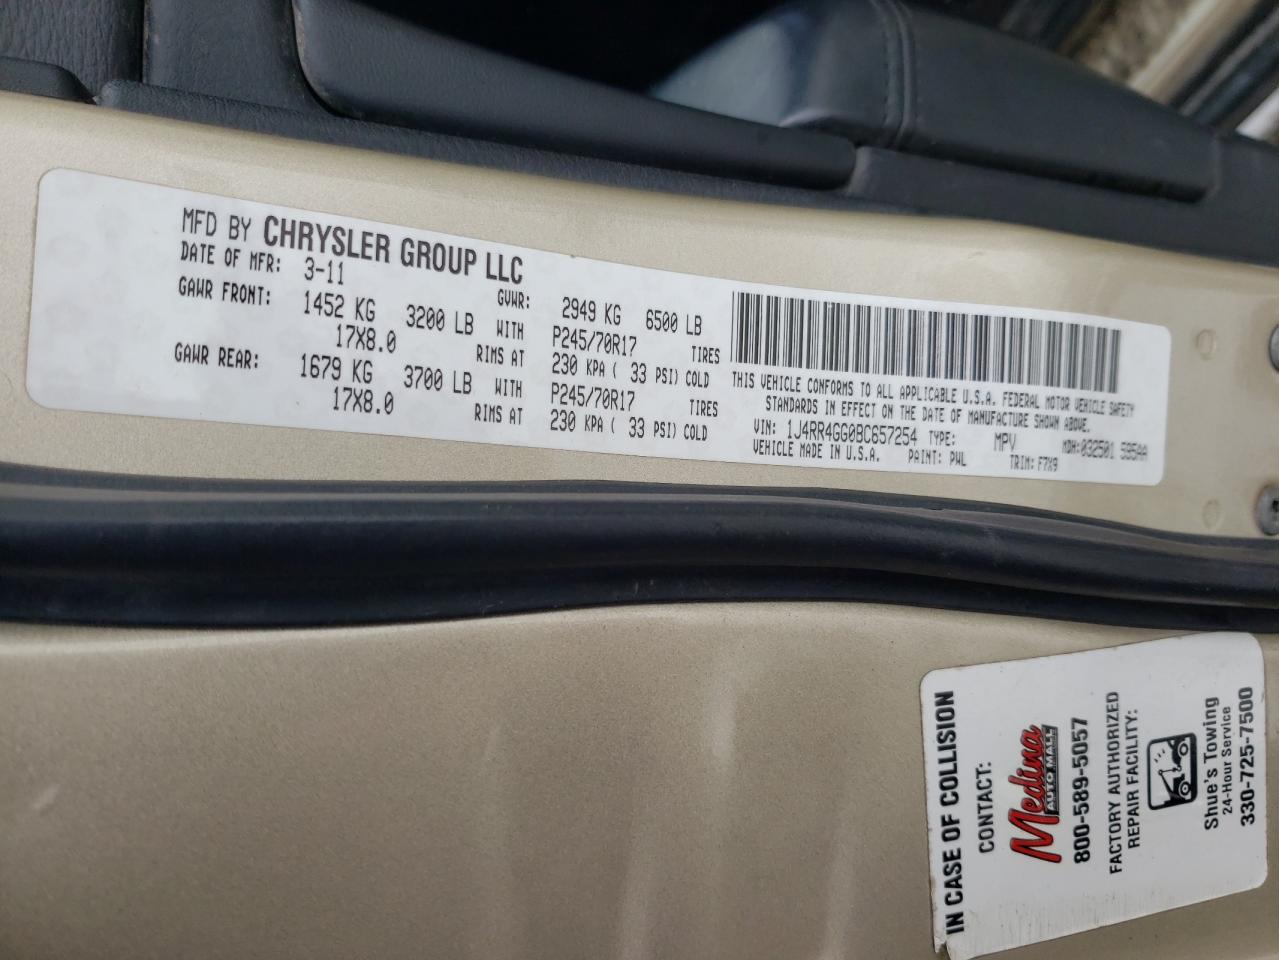 MFD BY CHRYSLER GROUP LLC
DATE OF MFR: 3-11 GVWR: 2949 KG 6500 LB
GAWR FRONT: 1452 KG 3200 LB WITH P245/70R17 TIRES
17X8.0 RIMS AT 230 KPA ( 33 PSI) COLD
GAWR REAR: 1679 KG 3700 LB WITH P245/70R17 TIRES
17X8.0 RIMS AT 230 KPA ( 33 PSI) COLD
THIS VEHICLE CONFORMS TO ALL APPLICABLE U.S.A. FEDERAL MOTOR VEHICLE SAFETY
STANDARDS IN EFFECT ON THE DATE OF MANUFACTURE SHOWN ABOVE.
VIN: 1J4RR4GG0BC657254 TYPE: MPV MDH:032501 595AA
VEHICLE MADE IN U.S.A. PAINT: PWL TRIM: F7X9
IN CASE OF COLLISION
CONTACT:
Medina
AUTO MALL
800-589-5057
FACTORY AUTHORIZED
REPAIR FACILITY:
Shue's Towing
24-Hour Service
330-725-7500